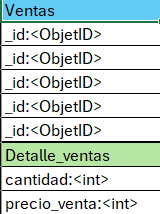 Ventas
_id:<ObjetID>
_id:<ObjetID>
_id:<ObjetID>
_id:<ObjetID>
_id:<ObjetID>
Detalle_ventas
cantidad:<int>
precio_venta:<int>